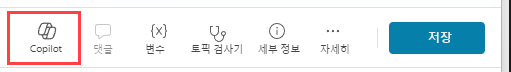 Copilot
댓글
{x}
변수
토픽 검사기
세부 정보
자세히
저장